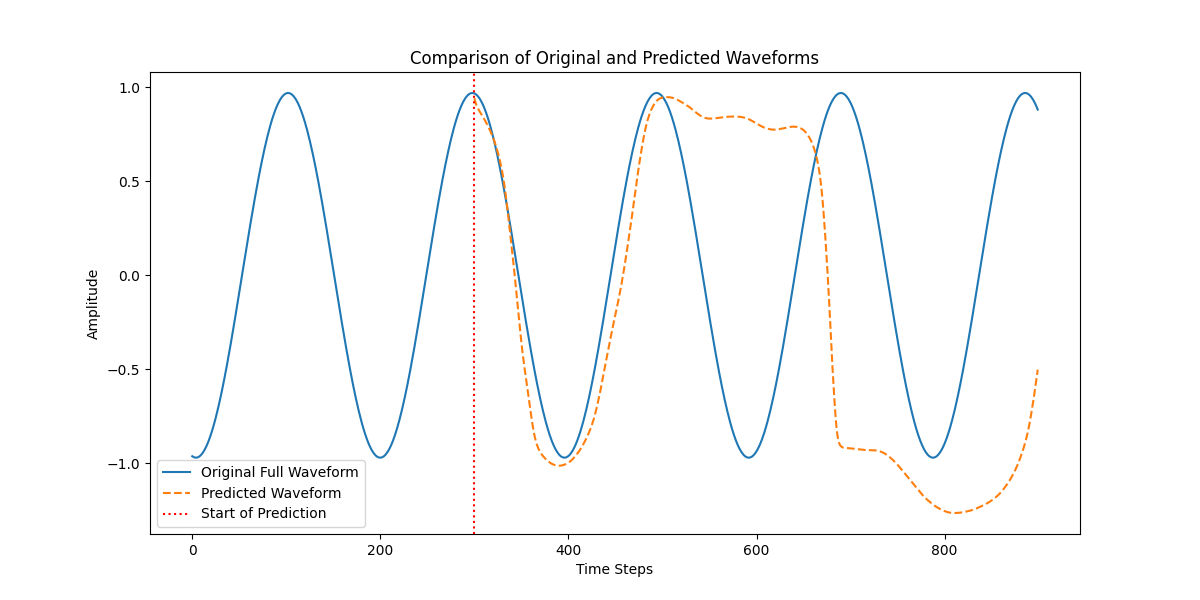 Comparison of Original and Predicted Waveforms
1.0
0.5
0.0
−0.5
−1.0
Amplitude
Original Full Waveform
Predicted Waveform
Start of Prediction
0 200 400 600 800
Time Steps